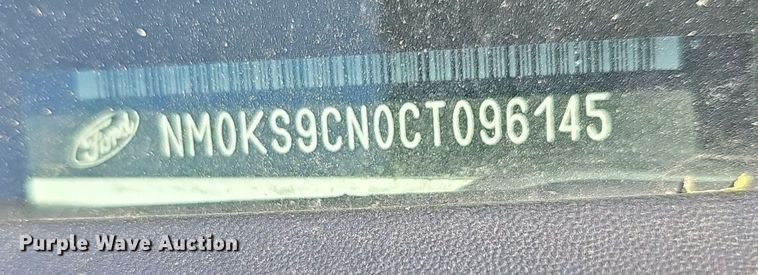 Ford NM0KS9CN0CT096145
Purple Wave Auction